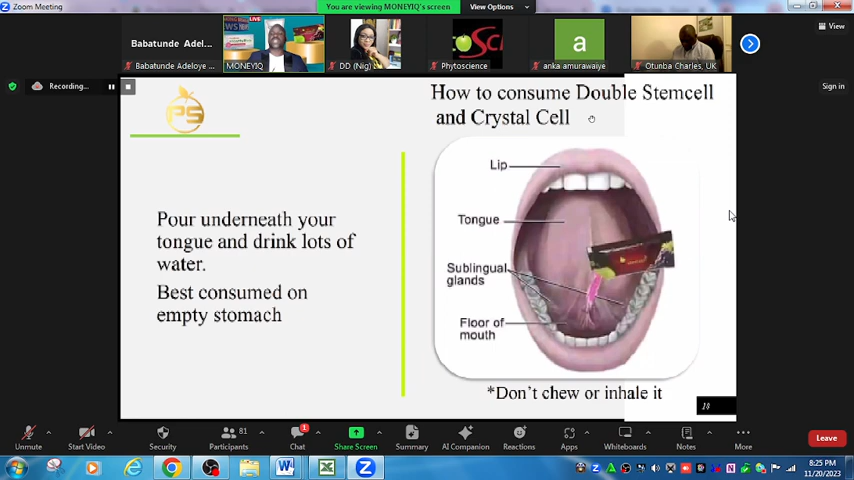 Zoom Meeting
You are viewing MONEYIQ's screen
View Options
LIVE
Babatunde Adel...
Babatunde Adeloye
MONEYIQ
DD (Nig)
Phytoscience
a
anka amurawaiye
Otunba Charles, UK
View
Recording...
Sign in
PS
How to consume Double Stemcell
and Crystal Cell
Pour underneath your
tongue and drink lots of
water.
Best consumed on
empty stomach
Lip
Tongue
Sublingual
glands
Floor of
mouth
*Don't chew or inhale it
Unmute
Start Video
Security
Participants
81
Chat
1
Share Screen
Summary
AI Companion
Reactions
Apps
Whiteboards
Notes
More
Leave
8:25 PM
11/20/2023